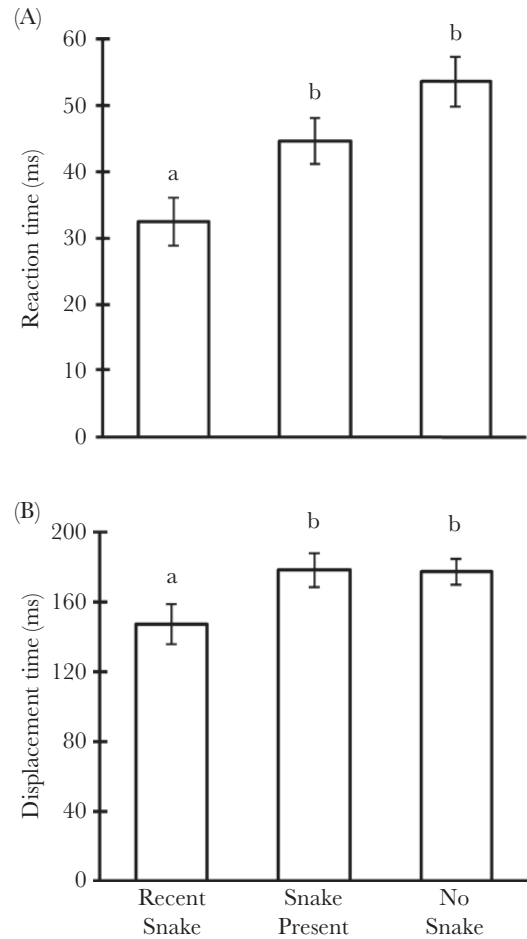 (A)
Reaction time (ms)
60
50
40
30
20
10
0
a
b
b
(B)
Displacement time (ms)
200
160
120
80
40
0
a
b
b
Recent
Snake
Snake
Present
No
Snake